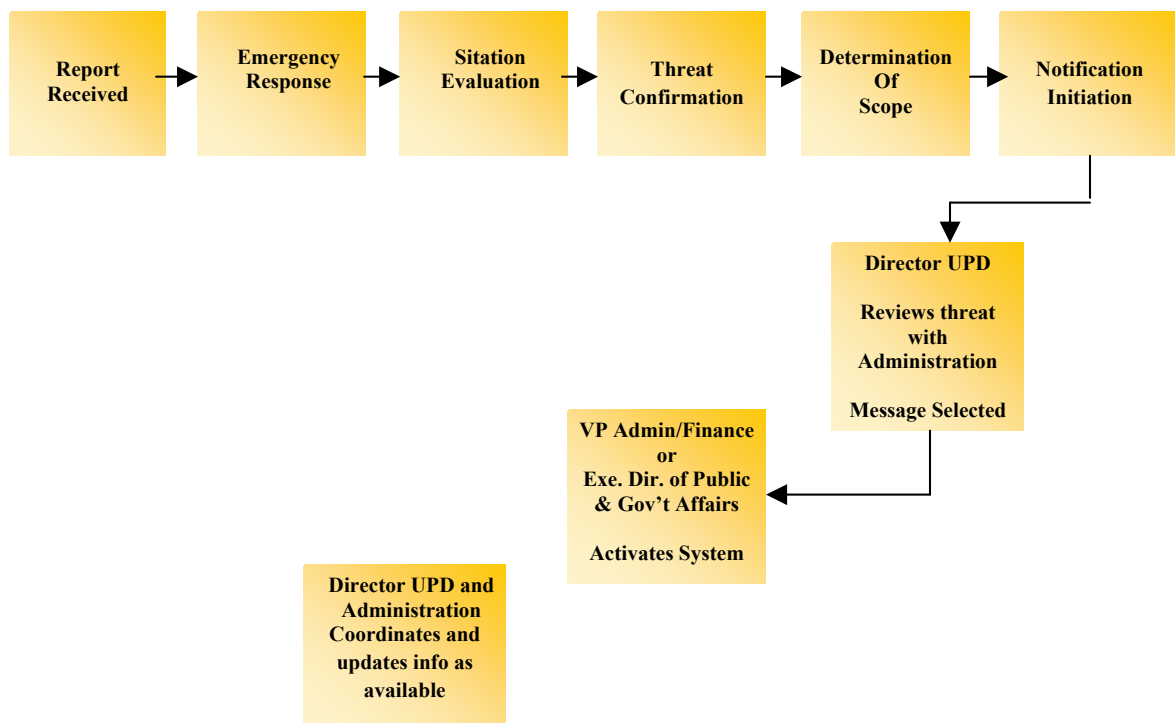 Report
Received
Emergency
Response
Sitation
Evaluation
Threat
Confirmation
Determination
Of
Scope
Notification
Initiation
Director UPD
Reviews threat
with
Administration
Message Selected
VP Admin/Finance
or
Exe. Dir. of Public
& Gov’t Affairs
Activates System
Director UPD and
Administration
Coordinates and
updates info as
available